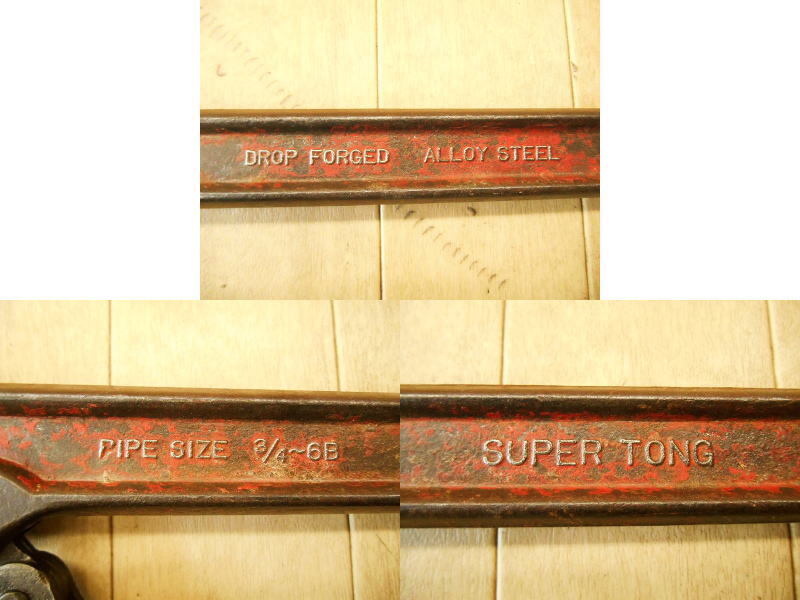 DROP FORGED ALLOY STEEL
PIPE SIZE 3/4~6B
SUPER TONG